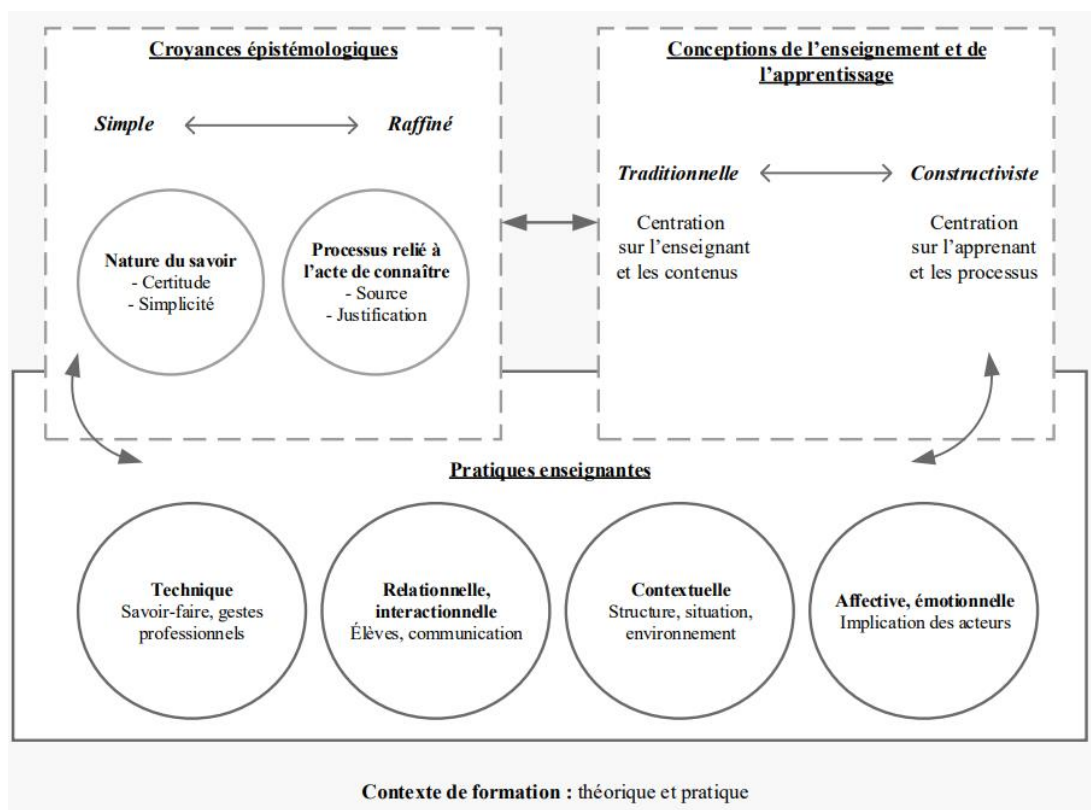 Croyances épistémologiques
Simple
Raffiné
Nature du savoir
- Certitude
- Simplicité
Processus relié à
l'acte de connaître
- Source
- Justification
Conceptions de l'enseignement et de
l'apprentissage
Traditionnelle
Constructiviste
Centration
sur l'enseignant
et les contenus
Centration
sur l'apprenant
et les processus
Pratiques enseignantes
Technique
Savoir-faire, gestes
professionnels
Relationnelle,
interactionnelle
Élèves, communication
Contextuelle
Structure, situation,
environnement
Affective, émotionnelle
Implication des acteurs
Contexte de formation : théorique et pratique